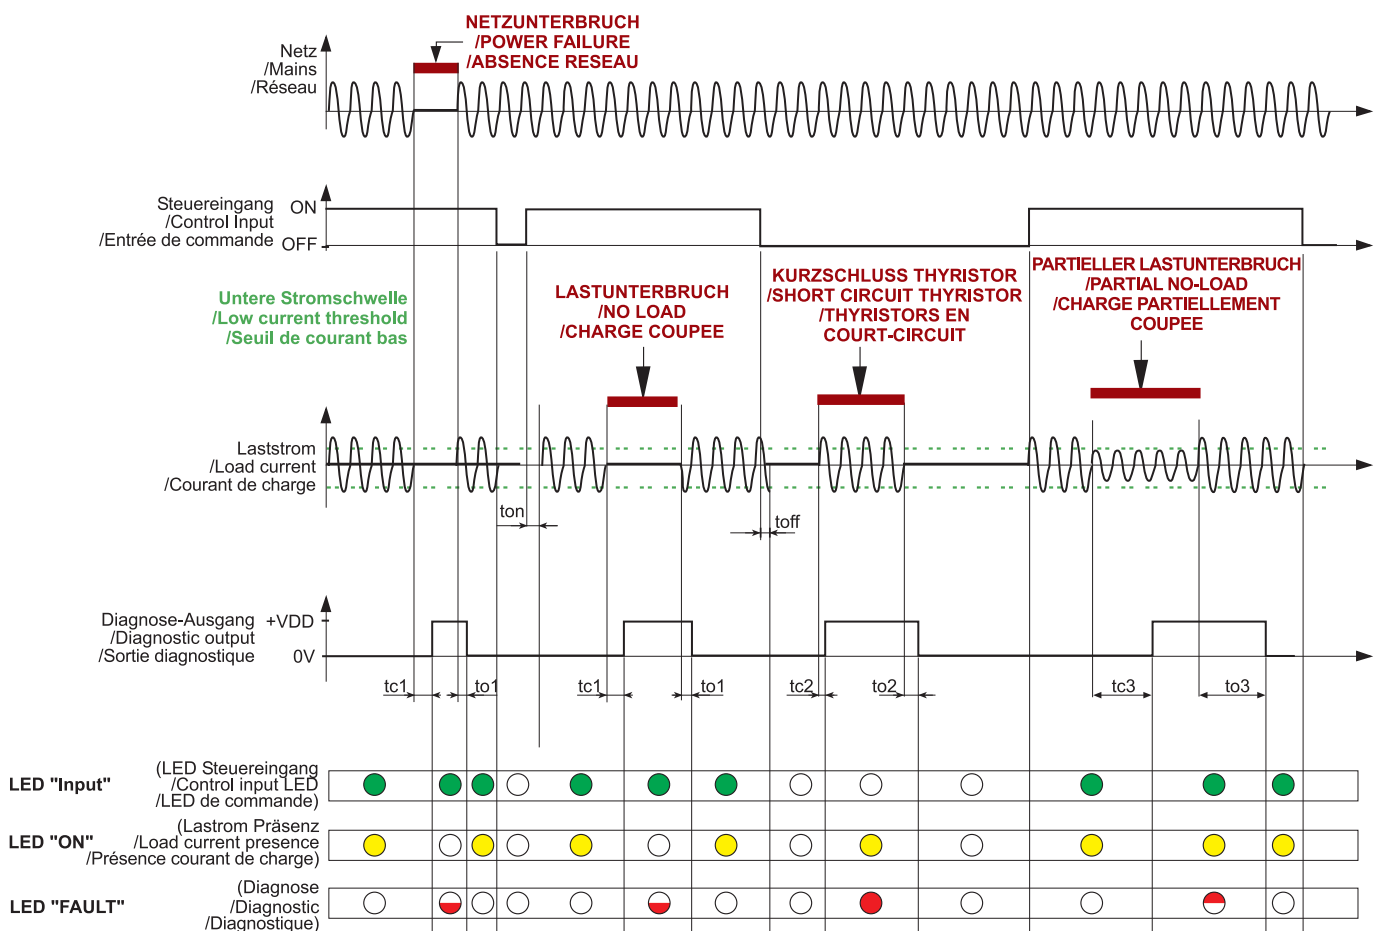 NETZUNTERBRUCH
/POWER FAILURE
/ABSENCE RESEAU
Netz
/Mains
/Réseau
Steuereingang
/Control Input
/Entrée de commande
ON
OFF
Untere Stromschwelle
/Low current threshold
/Seuil de courant bas
LASTUNTERBRUCH
/NO LOAD
/CHARGE COUPEE
KURZSCHLUSS THYRISTOR
/SHORT CIRCUIT THYRISTOR
/THYRISTORS EN
COURT-CIRCUIT
PARTIELLER LASTUNTERBRUCH
/PARTIAL NO-LOAD
/CHARGE PARTIELLEMENT
COUPEE
Laststrom
/Load current
/Courant de charge
ton
toff
Diagnose-Ausgang
/Diagnostic output
/Sortie diagnostique
+VDD
0V
tc1
to1
tc1
to1
tc2
to2
tc3
to3
LED "Input"
(LED Steuereingang
/Control input LED
/LED de commande)
LED "ON"
(Lastrom Präsenz
/Load current presence
/Présence courant de charge)
LED "FAULT"
(Diagnose
/Diagnostic
/Diagnostique)